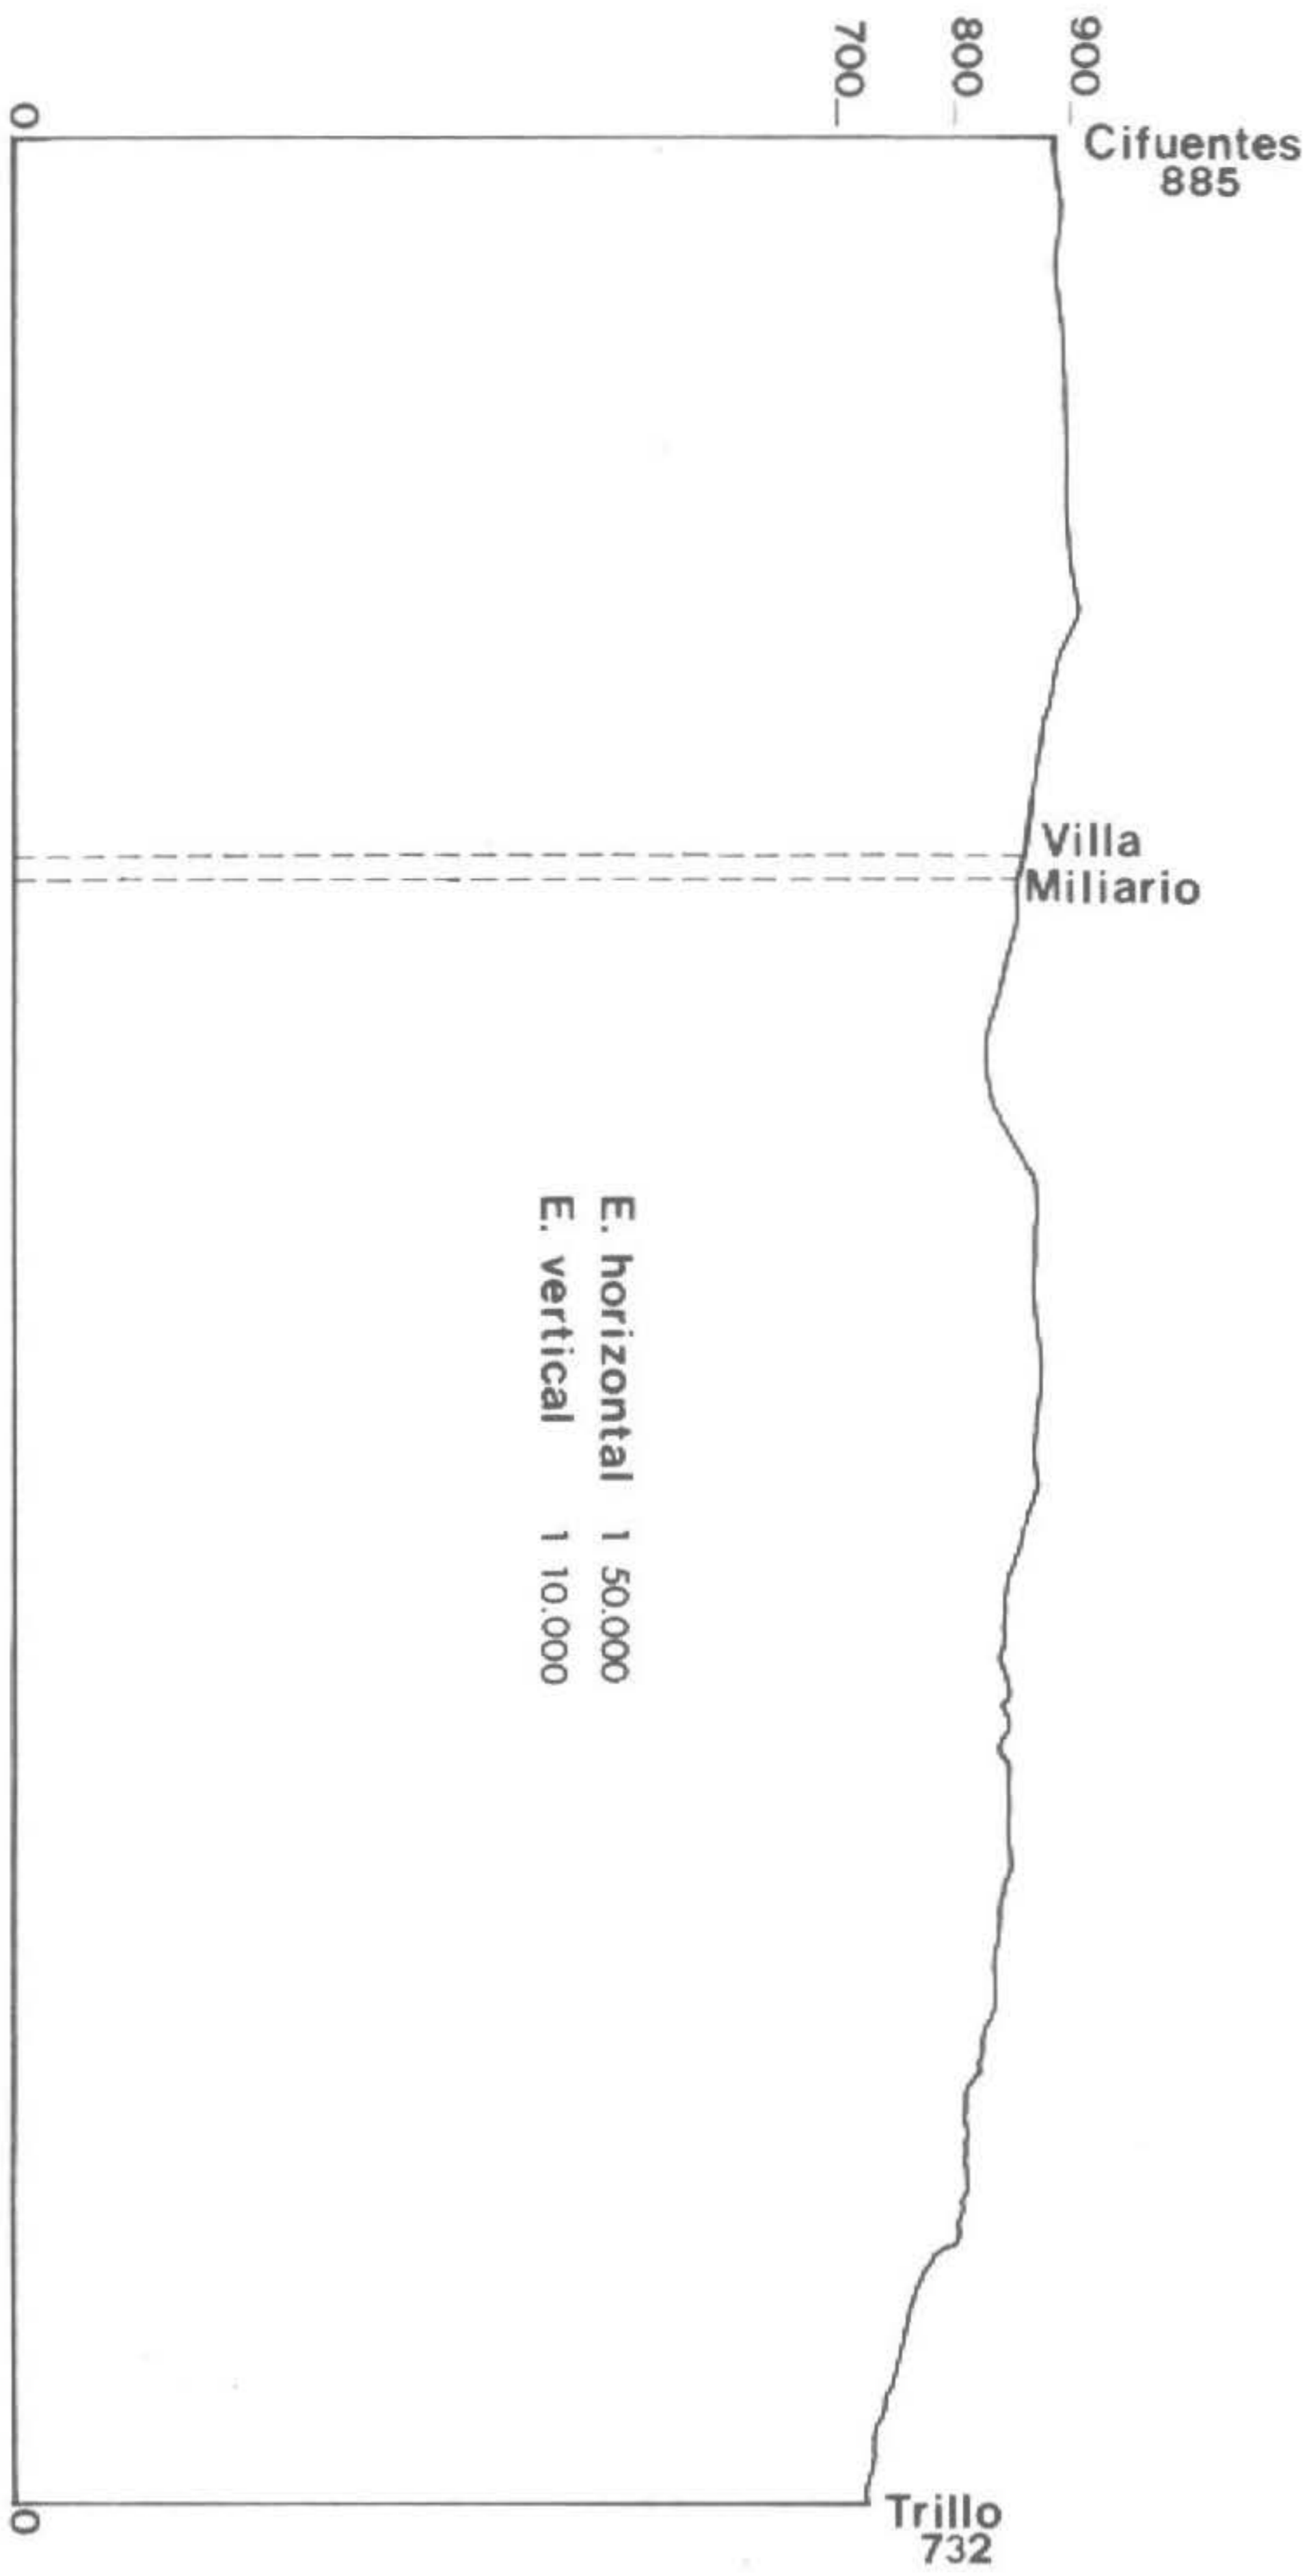 900
800
700
0
Cifuentes
885
Villa
Miliario
E. horizontal 1 50.000
E. vertical 1 10.000
Trillo
732
0